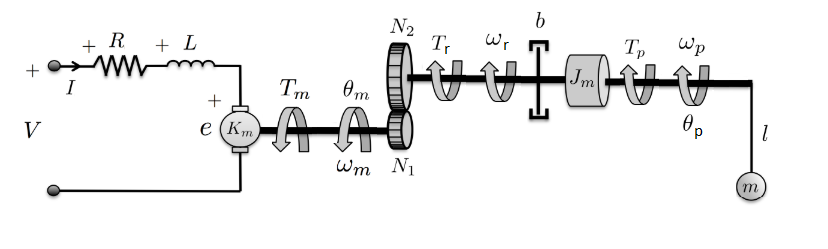 + R + L
I
+
V
+
e
K_m
T_m
θ_m
ω_m
N_2
N_1
T_r
ω_r
b
J_m
T_p
ω_p
θ_p
l
m